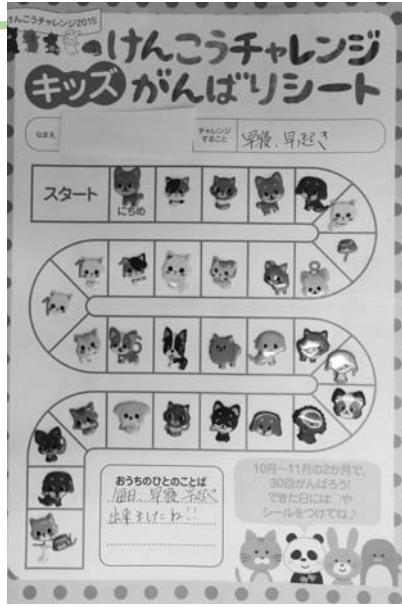 けんこうチャレンジ2015
けんこうチャレンジ
キッズ がんばりシート
なまえ
チャレンジ
すること
早寝、早起き
スタート
にちめ
おうちのひとのことば
毎日、早寝早起き
出来ましたね!!
10月～11月の2か月で、
30回がんばろう!
できた日には○や
シールをつけてね♪